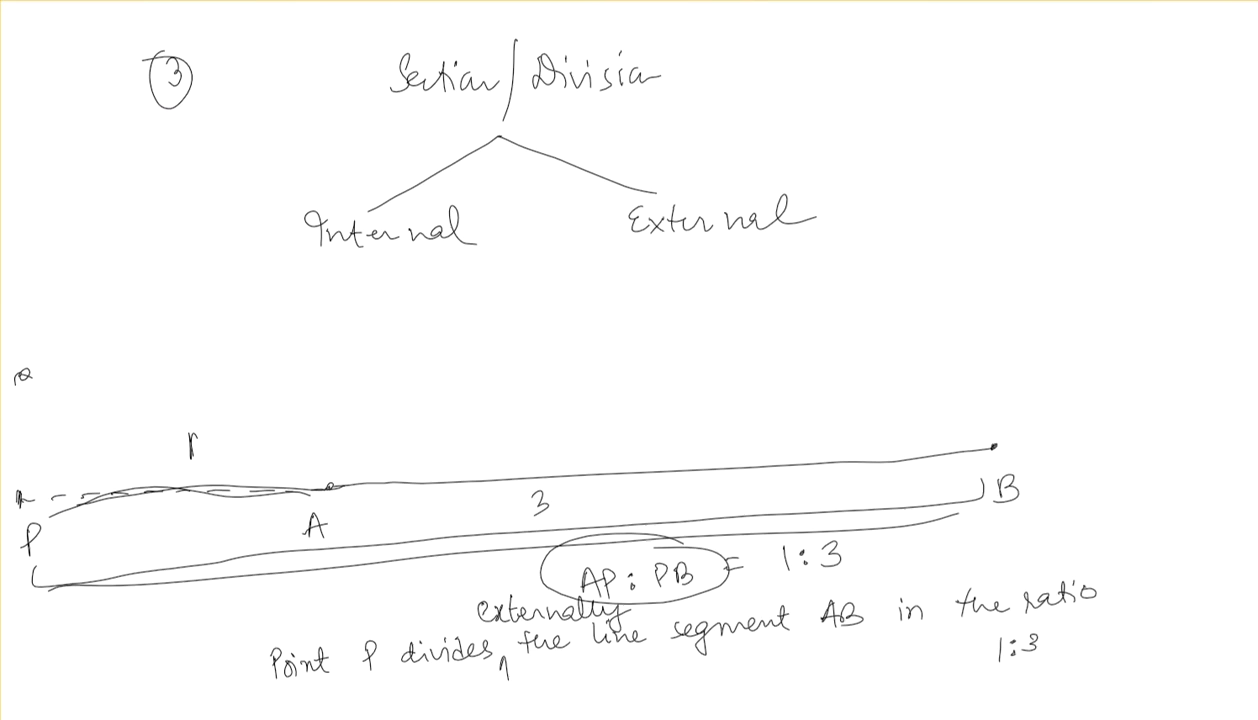 3
Section/Division
Internal External
1
P A 3 B
AP : PB = 1:3
Point P divides externally the line segment AB in the ratio
1:3